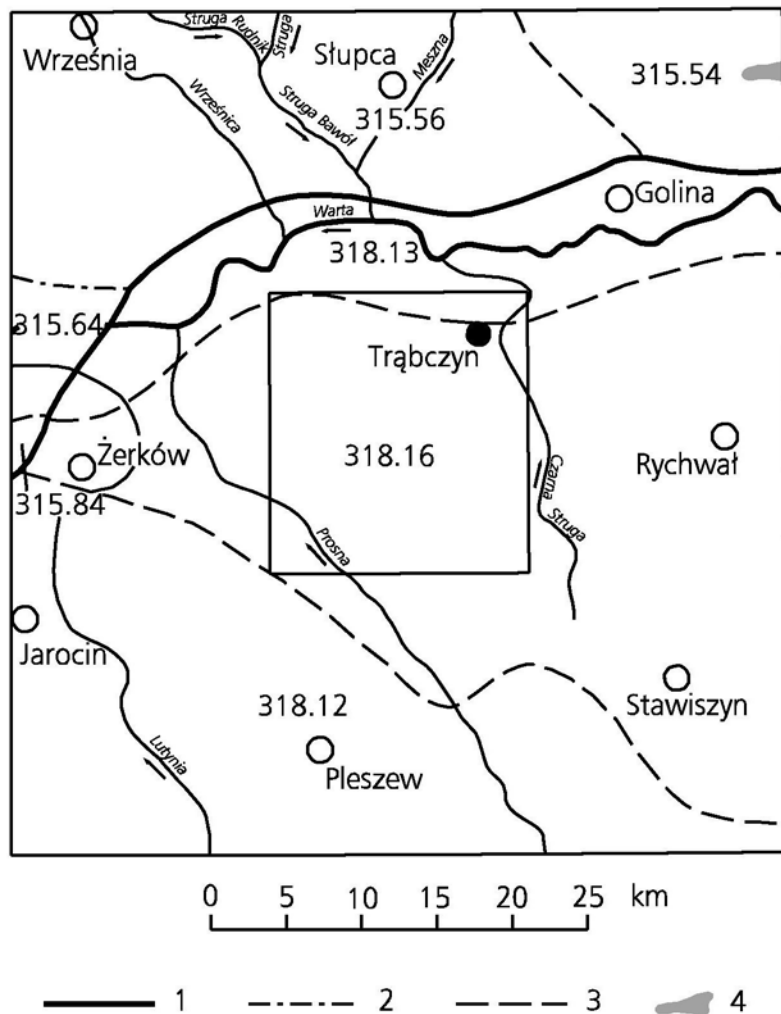 Struga
Rudnik
Struga
Września
Słupca
Meszna
315.54
Wrześnica
Struga Bawół
315.56
Golina
Warta
318.13
315.64
Trąbczyn
Żerków
318.16
Rychwał
Czarna
Struga
315.84
Prosna
Jarocin
318.12
Stawiszyn
Lutynia
Pleszew
0 5 10 15 20 25 km
1 2 3 4